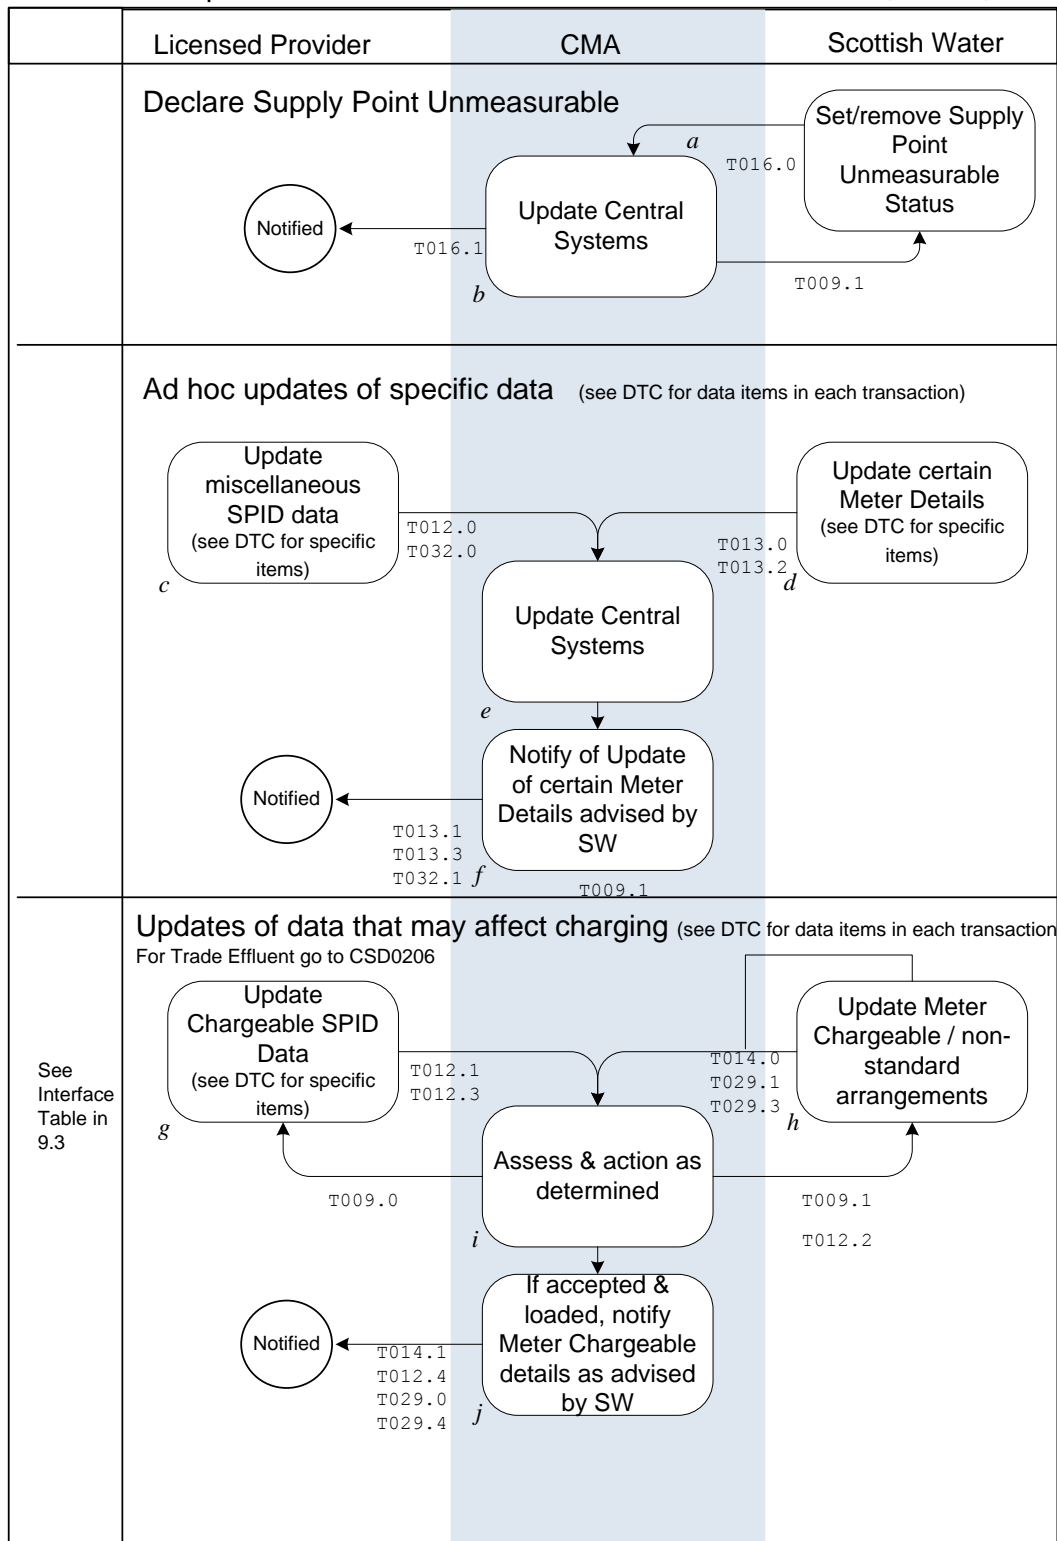 Licensed Provider
CMA
Scottish Water
Declare Supply Point Unmeasurable
Set/remove Supply
Point
Unmeasurable
Status
a
T016.0
Update Central
Systems
Notified
T016.1
T009.1
b
Ad hoc updates of specific data (see DTC for data items in each transaction)
Update
miscellaneous
SPID data
(see DTC for specific
items)
c
T012.0
T032.0
Update certain
Meter Details
(see DTC for specific
items)
T013.0
T013.2
d
Update Central
Systems
e
Notify of Update
of certain Meter
Details advised by
SW
Notified
T013.1
T013.3
T032.1
f
T009.1
Updates of data that may affect charging (see DTC for data items in each transaction
For Trade Effluent go to CSD0206
See
Interface
Table in
9.3
Update
Chargeable SPID
Data
(see DTC for specific
items)
g
T012.1
T012.3
Update Meter
Chargeable / non-
standard
arrangements
T014.0
T029.1
T029.3
h
Assess & action as
determined
T009.0
T009.1
T012.2
i
If accepted &
loaded, notify
Meter Chargeable
details as advised
by SW
Notified
T014.1
T012.4
T029.0
T029.4
j